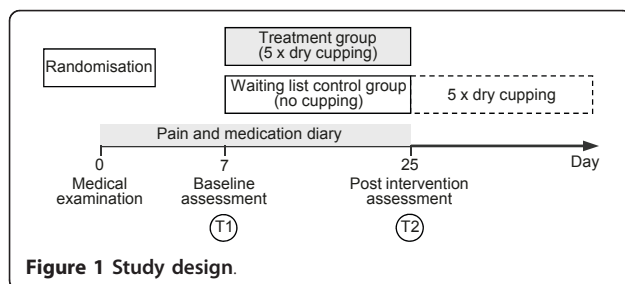 Treatment group
(5 x dry cupping)
Randomisation
Waiting list control group
(no cupping)
5 x dry cupping
Pain and medication diary
0
7
25
Day
Medical
examination
Baseline
assessment
Post intervention
assessment
T1
T2
Figure 1 Study design.